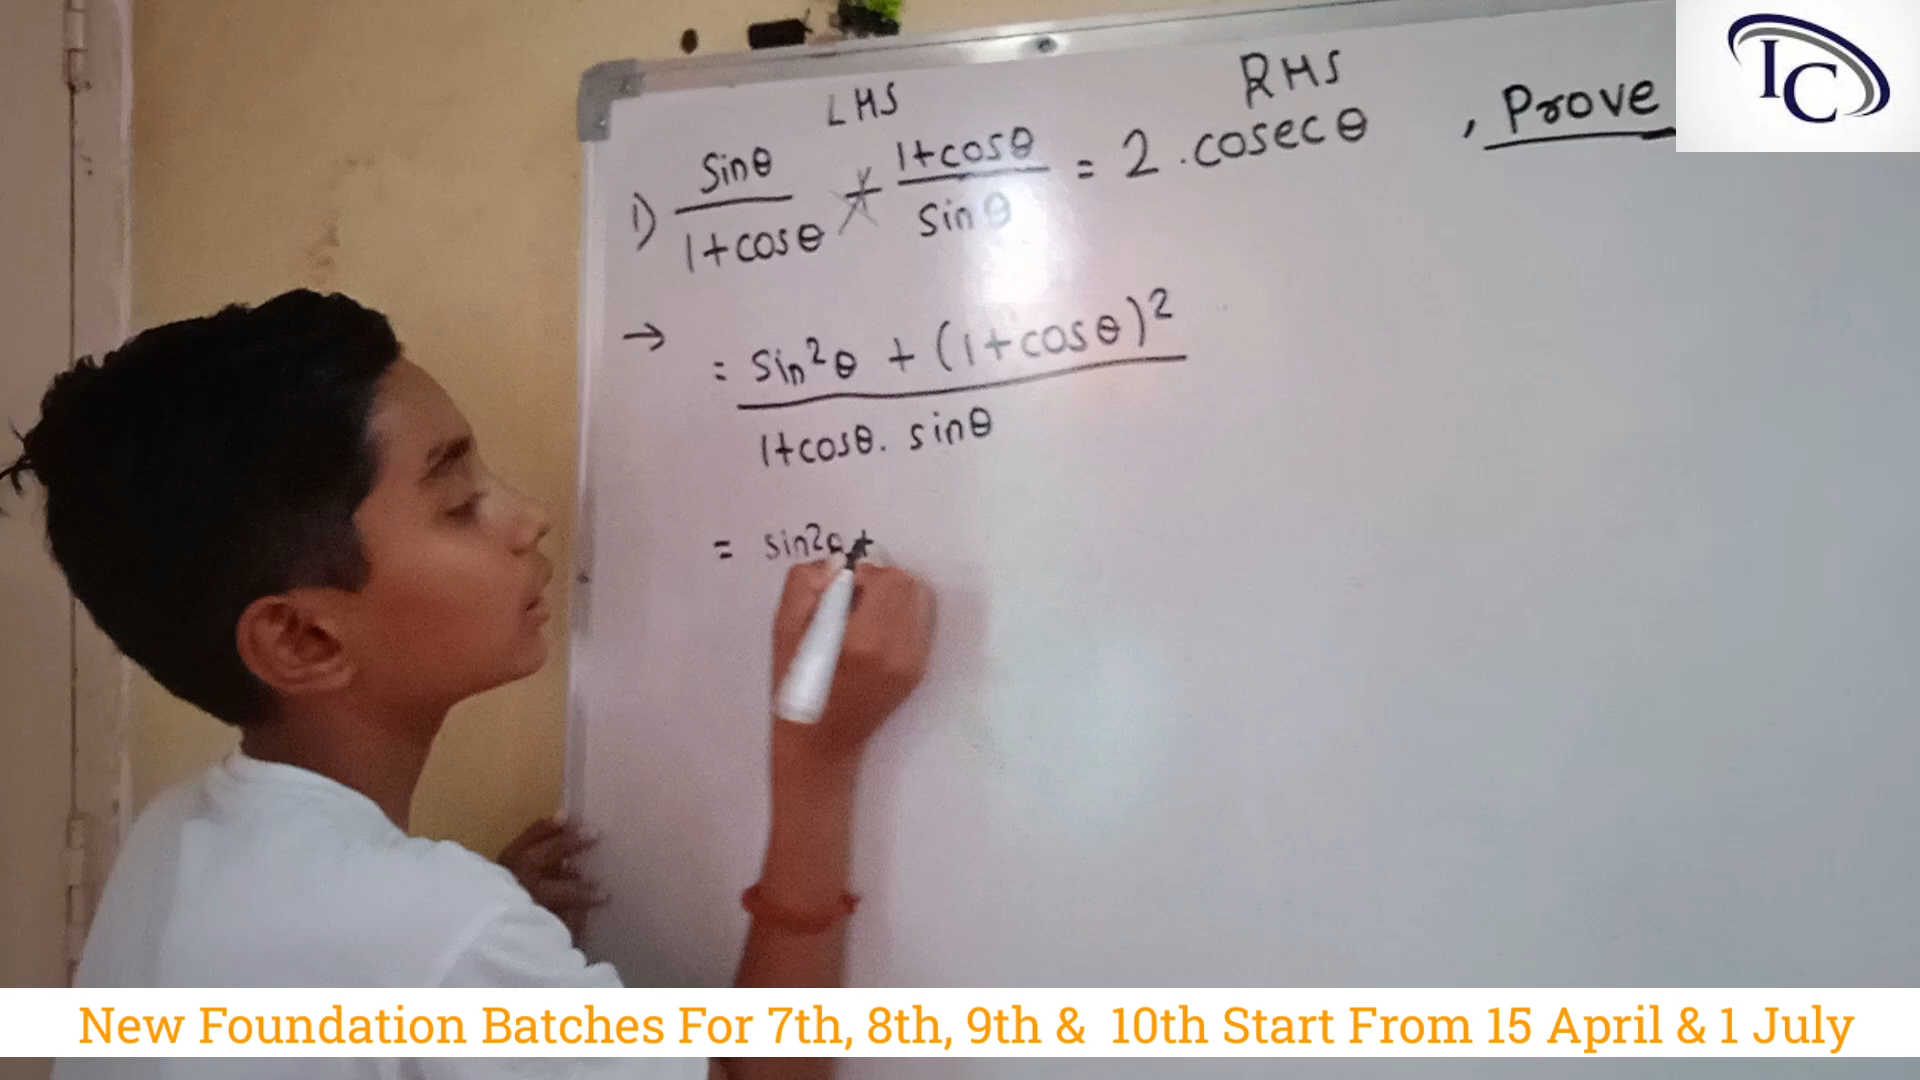 IC
LHS RHS
1) Sinθ/1+cosθ + 1+cosθ/sinθ = 2.cosecθ , Prove
→ = Sin²θ + (1+cosθ)²
1+cosθ. sinθ
= sin²θ +
New Foundation Batches For 7th, 8th, 9th & 10th Start From 15 April & 1 July